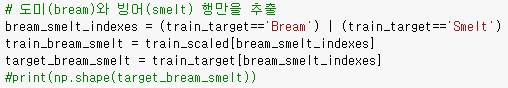 # 도미(bream)와 빙어(smelt) 행만을 추출
bream_smelt_indexes = (train_target=='Bream') | (train_target=='Smelt')
train_bream_smelt = train_scaled[bream_smelt_indexes]
target_bream_smelt = train_target[bream_smelt_indexes]
#print(np.shape(target_bream_smelt))